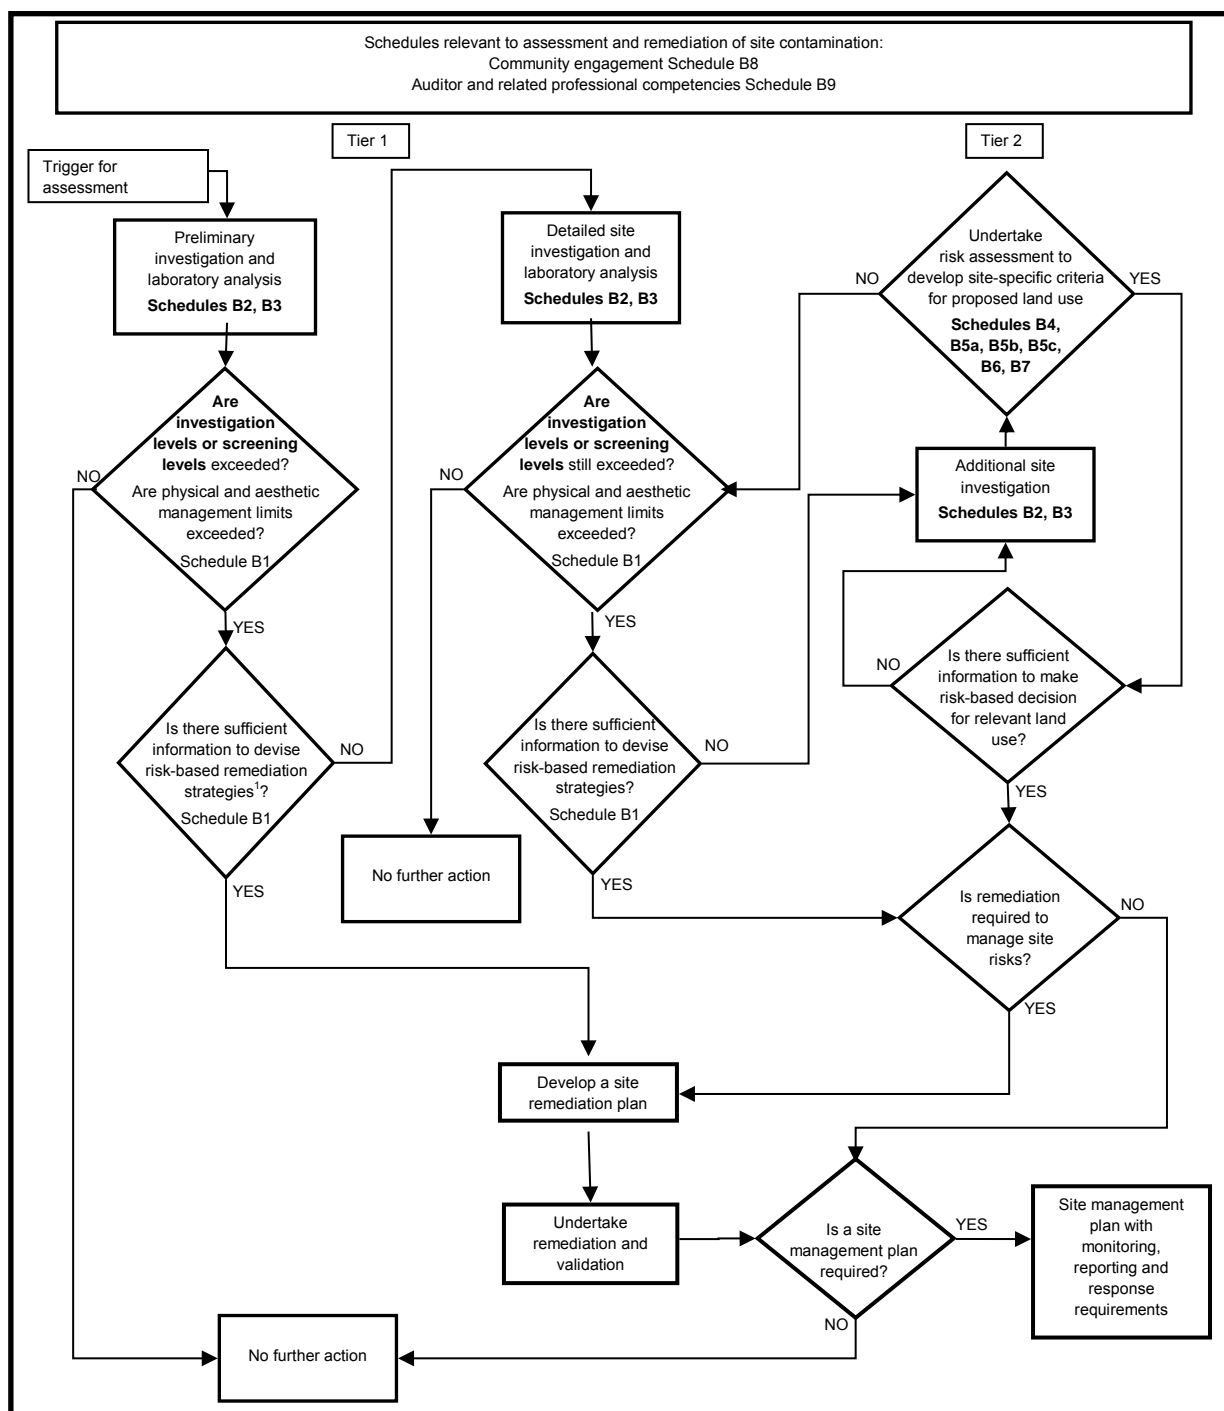 Schedules relevant to assessment and remediation of site contamination:
Community engagement Schedule B8
Auditor and related professional competencies Schedule B9
Tier 1
Tier 2
Trigger for
assessment
Preliminary
investigation and
laboratory analysis
Schedules B2, B3
Detailed site
investigation and
laboratory analysis
Schedules B2, B3
Undertake
risk assessment to
develop site-specific criteria
for proposed land use
Schedules B4,
B5a, B5b, B5c,
B6, B7
NO
YES
Are
investigation
levels or screening
levels exceeded?
Are physical and aesthetic
management limits
exceeded?
Schedule B1
NO
YES
Are
investigation
levels or screening
levels still exceeded?
Are physical and aesthetic
management limits
exceeded?
Schedule B1
NO
YES
Additional site
investigation
Schedules B2, B3
Is there sufficient
information to devise
risk-based remediation
strategies¹?
Schedule B1
NO
YES
Is there sufficient
information to devise
risk-based remediation
strategies?
Schedule B1
NO
YES
Is there sufficient
information to make
risk-based decision
for relevant land
use?
NO
YES
No further action
Is remediation
required to
manage site
risks?
NO
YES
Develop a site
remediation plan
Undertake
remediation and
validation
Is a site
management plan
required?
YES
NO
Site management
plan with
monitoring,
reporting and
response
requirements
No further action